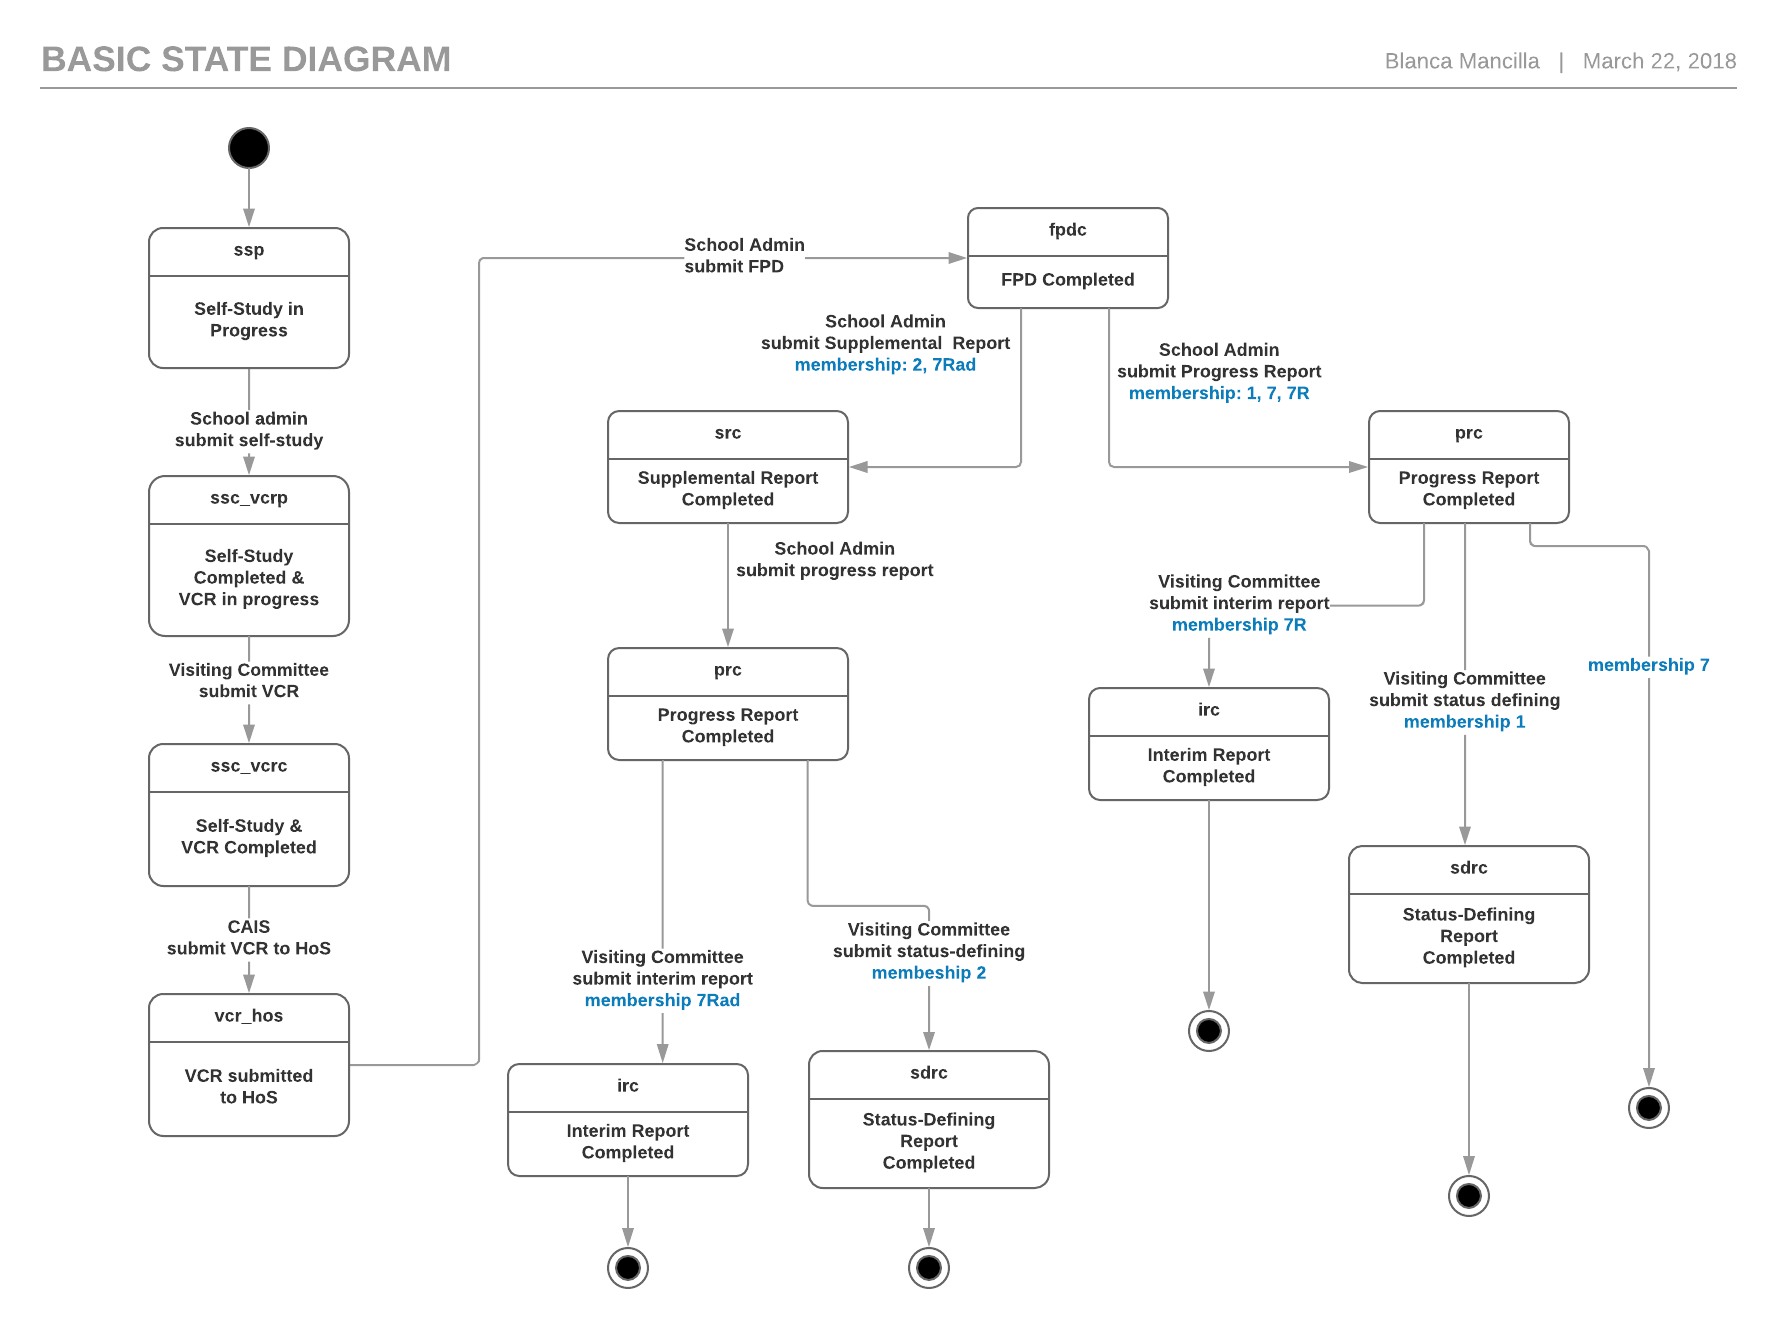 BASIC STATE DIAGRAM
Blanca Mancilla | March 22, 2018
ssp
Self-Study in
Progress
School admin
submit self-study
ssc_vcrp
Self-Study
Completed &
VCR in progress
Visiting Committee
submit VCR
ssc_vcrc
Self-Study &
VCR Completed
CAIS
submit VCR to HoS
vcr_hos
VCR submitted
to HoS
School Admin
submit FPD
fpdc
FPD Completed
School Admin
submit Supplemental  Report
membership: 2, 7Rad
School Admin
submit Progress Report
membership: 1, 7, 7R
src
Supplemental Report
Completed
School Admin
submit progress report
prc
Progress Report
Completed
Visiting Committee
submit interim report
membership 7Rad
irc
Interim Report
Completed
Visiting Committee
submit status-defining
membeship 2
sdrc
Status-Defining
Report
Completed
prc
Progress Report
Completed
Visiting Committee
submit interim report
membership 7R
irc
Interim Report
Completed
Visiting Committee
submit status defining
membership 1
sdrc
Status-Defining
Report
Completed
membership 7